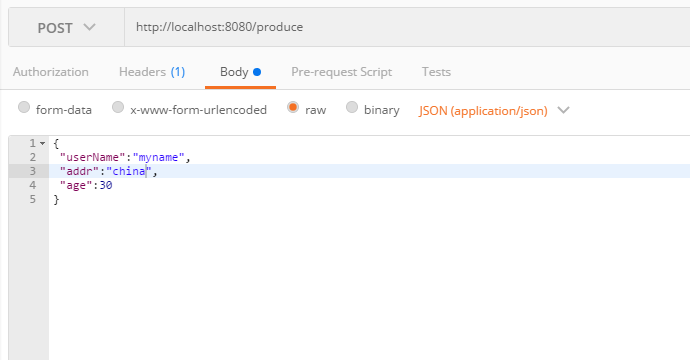 POST http://localhost:8080/produce
Authorization Headers (1) Body Pre-request Script Tests
form-data x-www-form-urlencoded raw binary JSON (application/json)
1 {
2 "userName":"myname",
3 "addr":"china",
4 "age":30
5 }